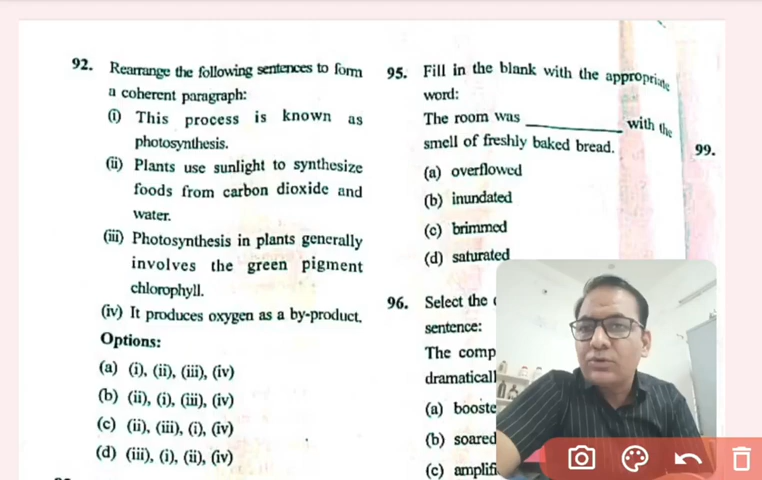 92. Rearrange the following sentences to form
a coherent paragraph:
(i) This process is known as
photosynthesis.
(ii) Plants use sunlight to synthesize
foods from carbon dioxide and
water.
(iii) Photosynthesis in plants generally
involves the green pigment
chlorophyll.
(iv) It produces oxygen as a by-product.
Options:
(a) (i), (ii), (iii), (iv)
(b) (ii), (i), (iii), (iv)
(c) (ii), (iii), (i), (iv)
(d) (iii), (i), (ii), (iv)
95. Fill in the blank with the appropriate
word:
The room was __________ with the
smell of freshly baked bread.
(a) overflowed
(b) inundated
(c) brimmed
(d) saturated
96. Select the
sentence:
The comp
dramaticall
(a) booste
(b) soared
(c) amplifi
99.